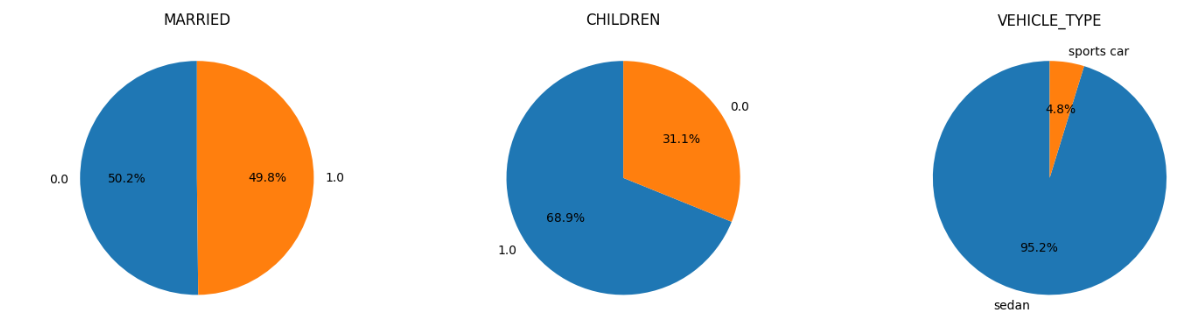 MARRIED
0.0
50.2%
49.8%
1.0
CHILDREN
0.0
31.1%
68.9%
1.0
VEHICLE_TYPE
sports car
4.8%
95.2%
sedan